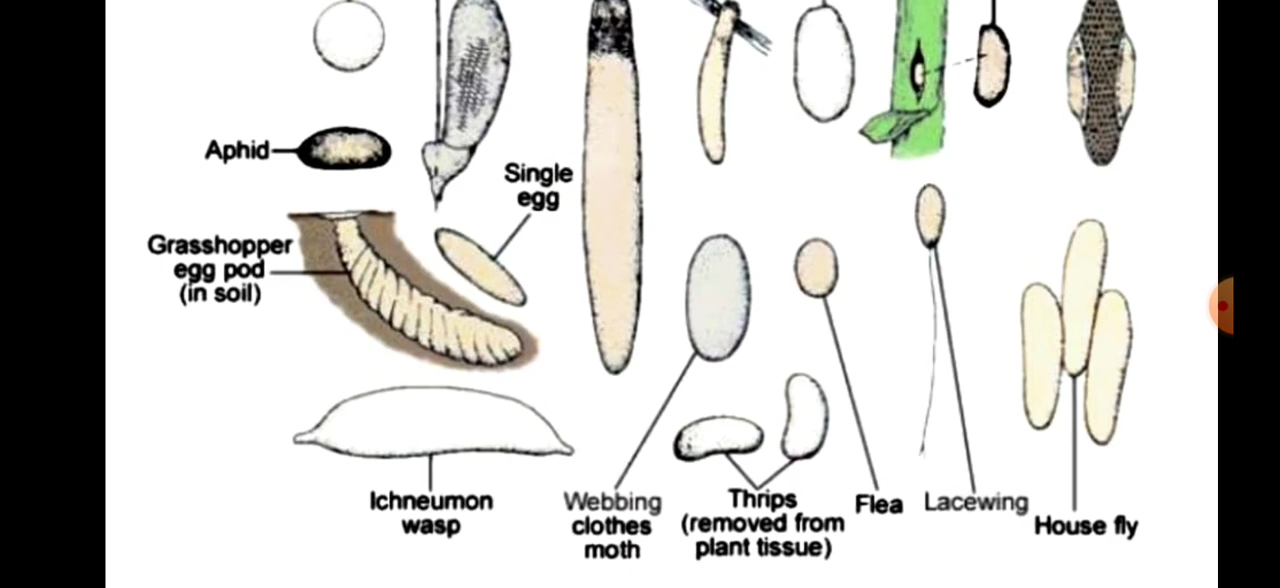 Aphid
Single
egg
Grasshopper
egg pod
(in soil)
Ichneumon
wasp
Webbing
clothes
moth
Thrips
(removed from
plant tissue)
Flea
Lacewing
House fly